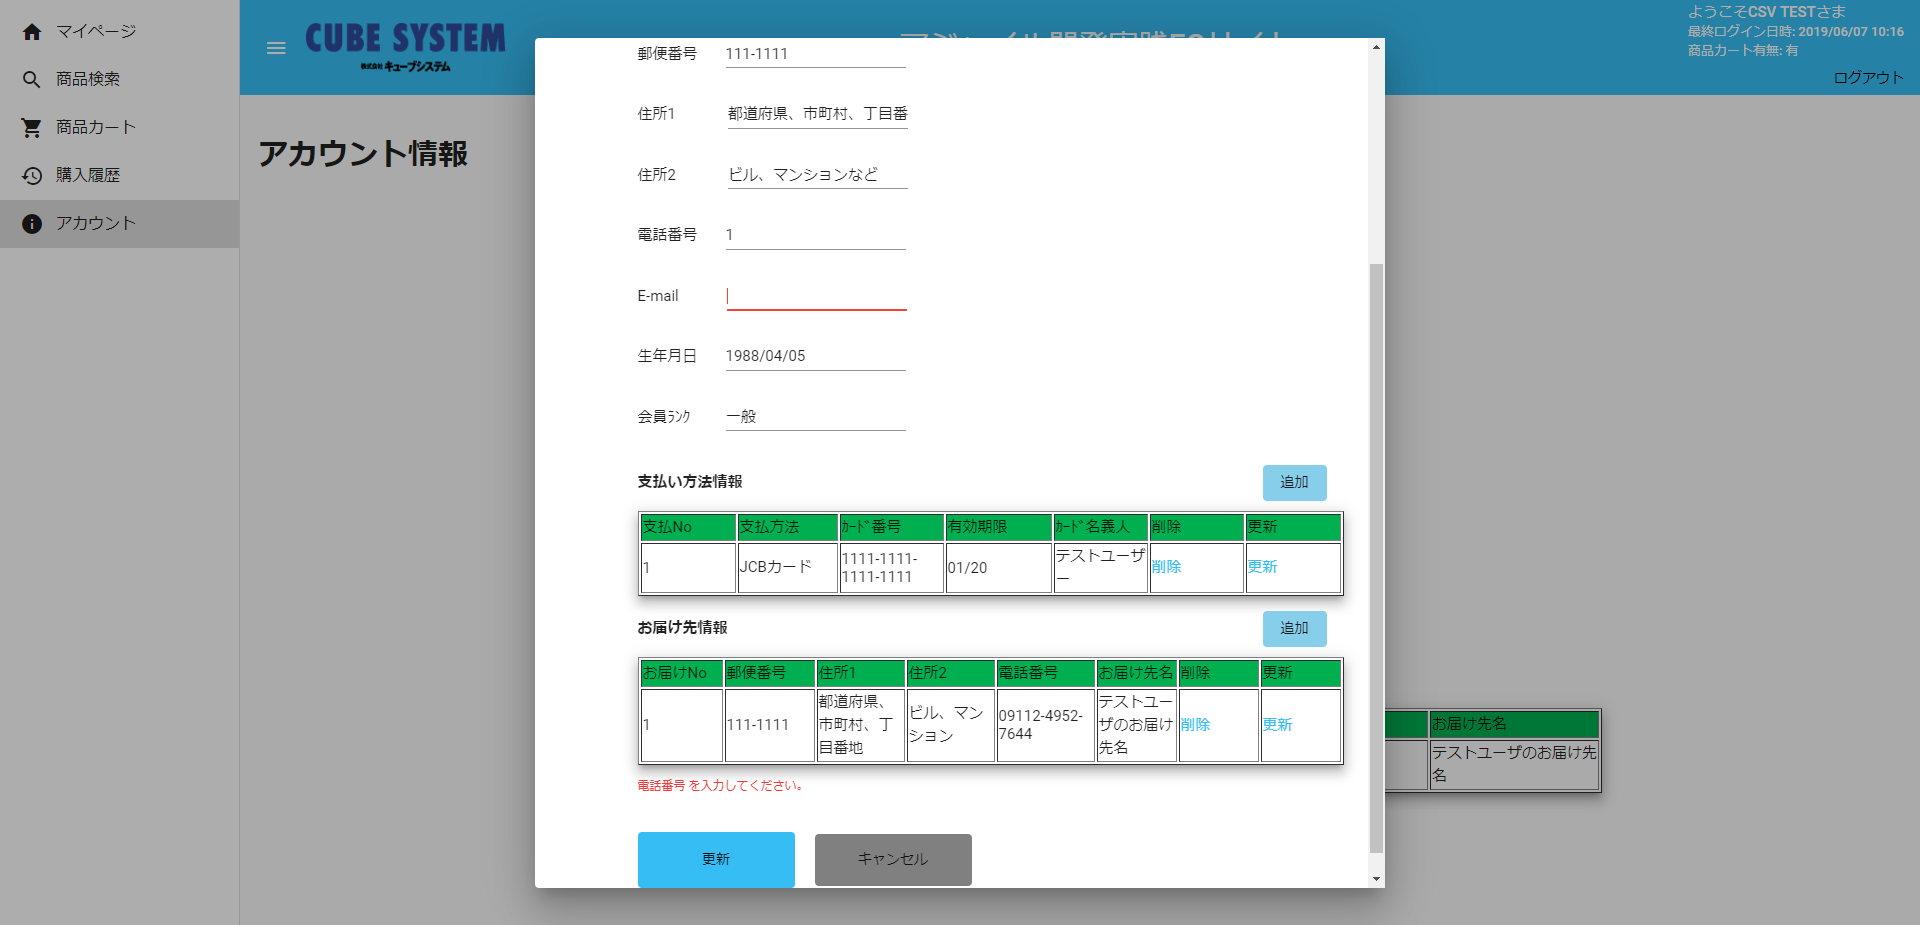 マイページ
商品検索
商品カート
購入履歴
アカウント
CUBE SYSTEM
株式会社 キューブシステム
ようこそCSV TESTさま
最終ログイン日時: 2019/06/07 10:16
商品カート有無: 有
ログアウト
アカウント情報
郵便番号 111-1111
住所1 都道府県、市町村、丁目番
住所2 ビル、マンションなど
電話番号 1
E-mail
生年月日 1988/04/05
会員ﾗﾝｸ 一般
支払い方法情報 追加
支払No 支払方法 ｶｰﾄﾞ番号 有効期限 ｶｰﾄﾞ名義人 削除 更新
1 JCBカード 1111-1111-1111-1111 01/20 テストユーザー 削除 更新
お届け先情報 追加
お届けNo 郵便番号 住所1 住所2 電話番号 お届け先名 削除 更新
1 111-1111 都道府県、市町村、丁目番地 ビル、マンション 09112-4952-7644 テストユーザのお届け先名 削除 更新
電話番号 を入力してください。
更新 キャンセル
お届け先名
テストユーザのお届け先名